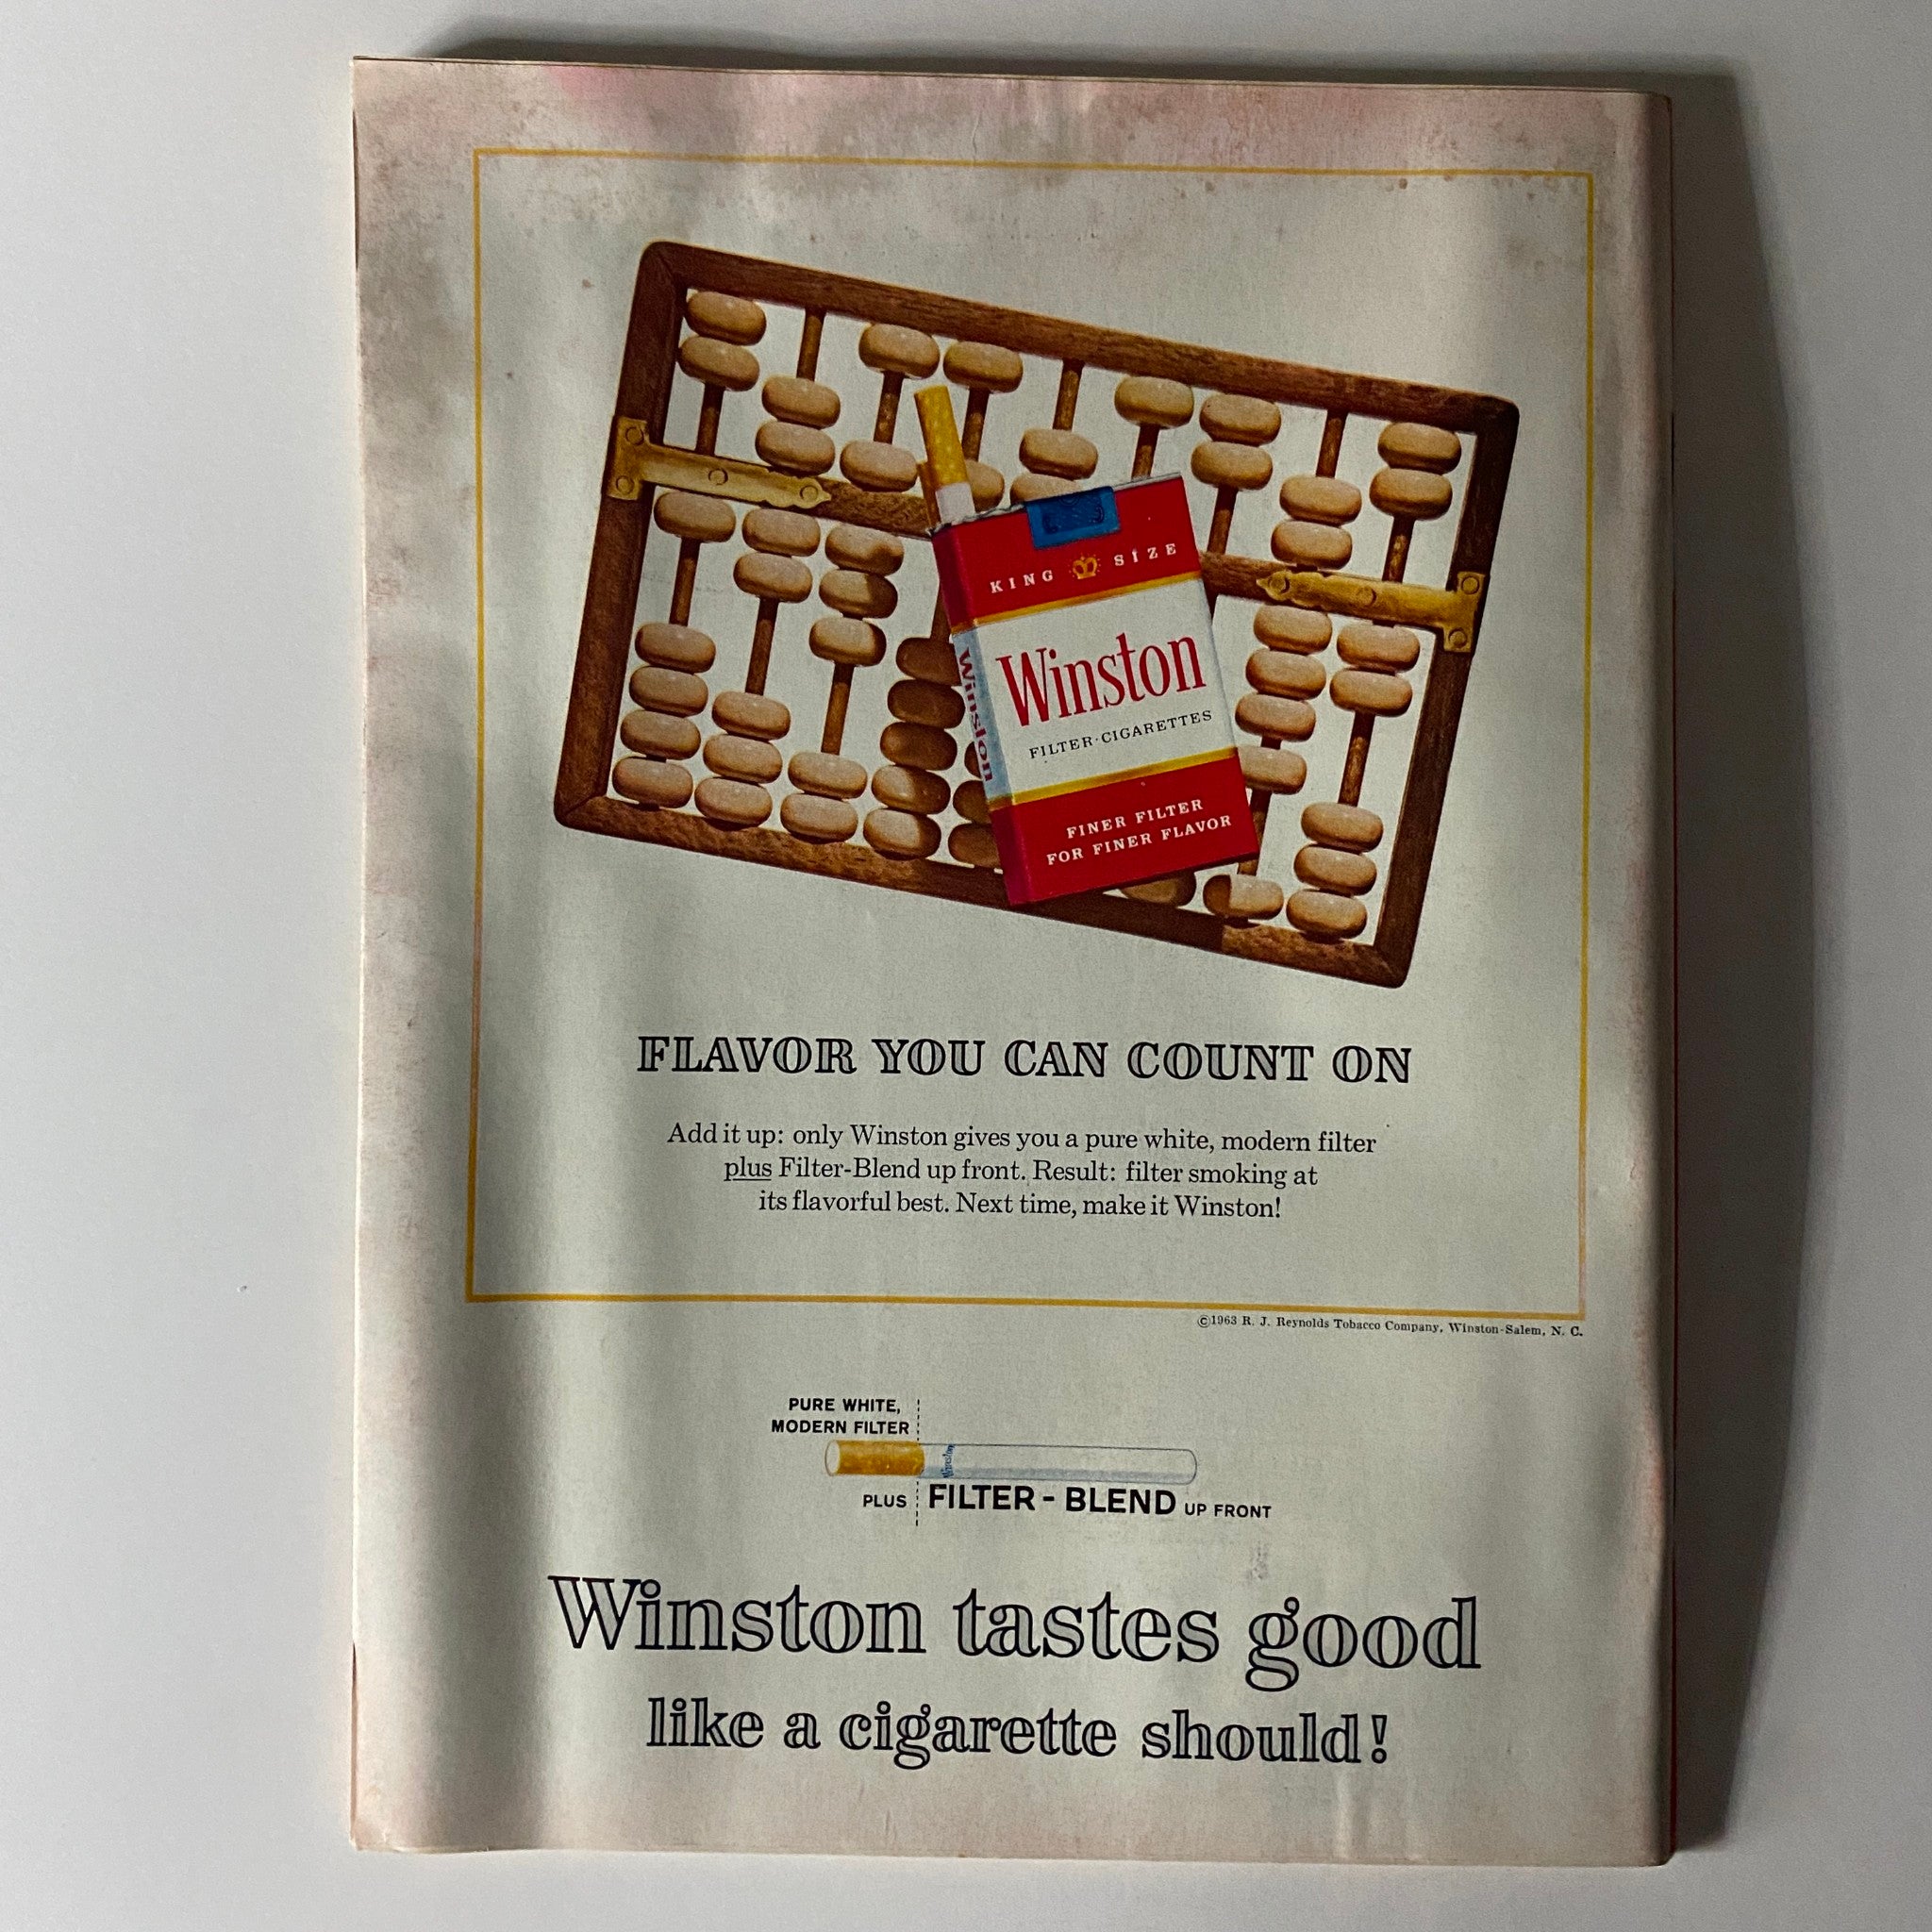 KING SIZE
Winston
FILTER·CIGARETTES
Winston
FINER FILTER
FOR FINER FLAVOR
FLAVOR YOU CAN COUNT ON
Add it up: only Winston gives you a pure white, modern filter
plus Filter-Blend up front. Result: filter smoking at
its flavorful best. Next time, make it Winston!
©1963 R. J. Reynolds Tobacco Company, Winston-Salem, N. C.
PURE WHITE,
MODERN FILTER
Winston
PLUS FILTER - BLEND UP FRONT
Winston tastes good
like a cigarette should!